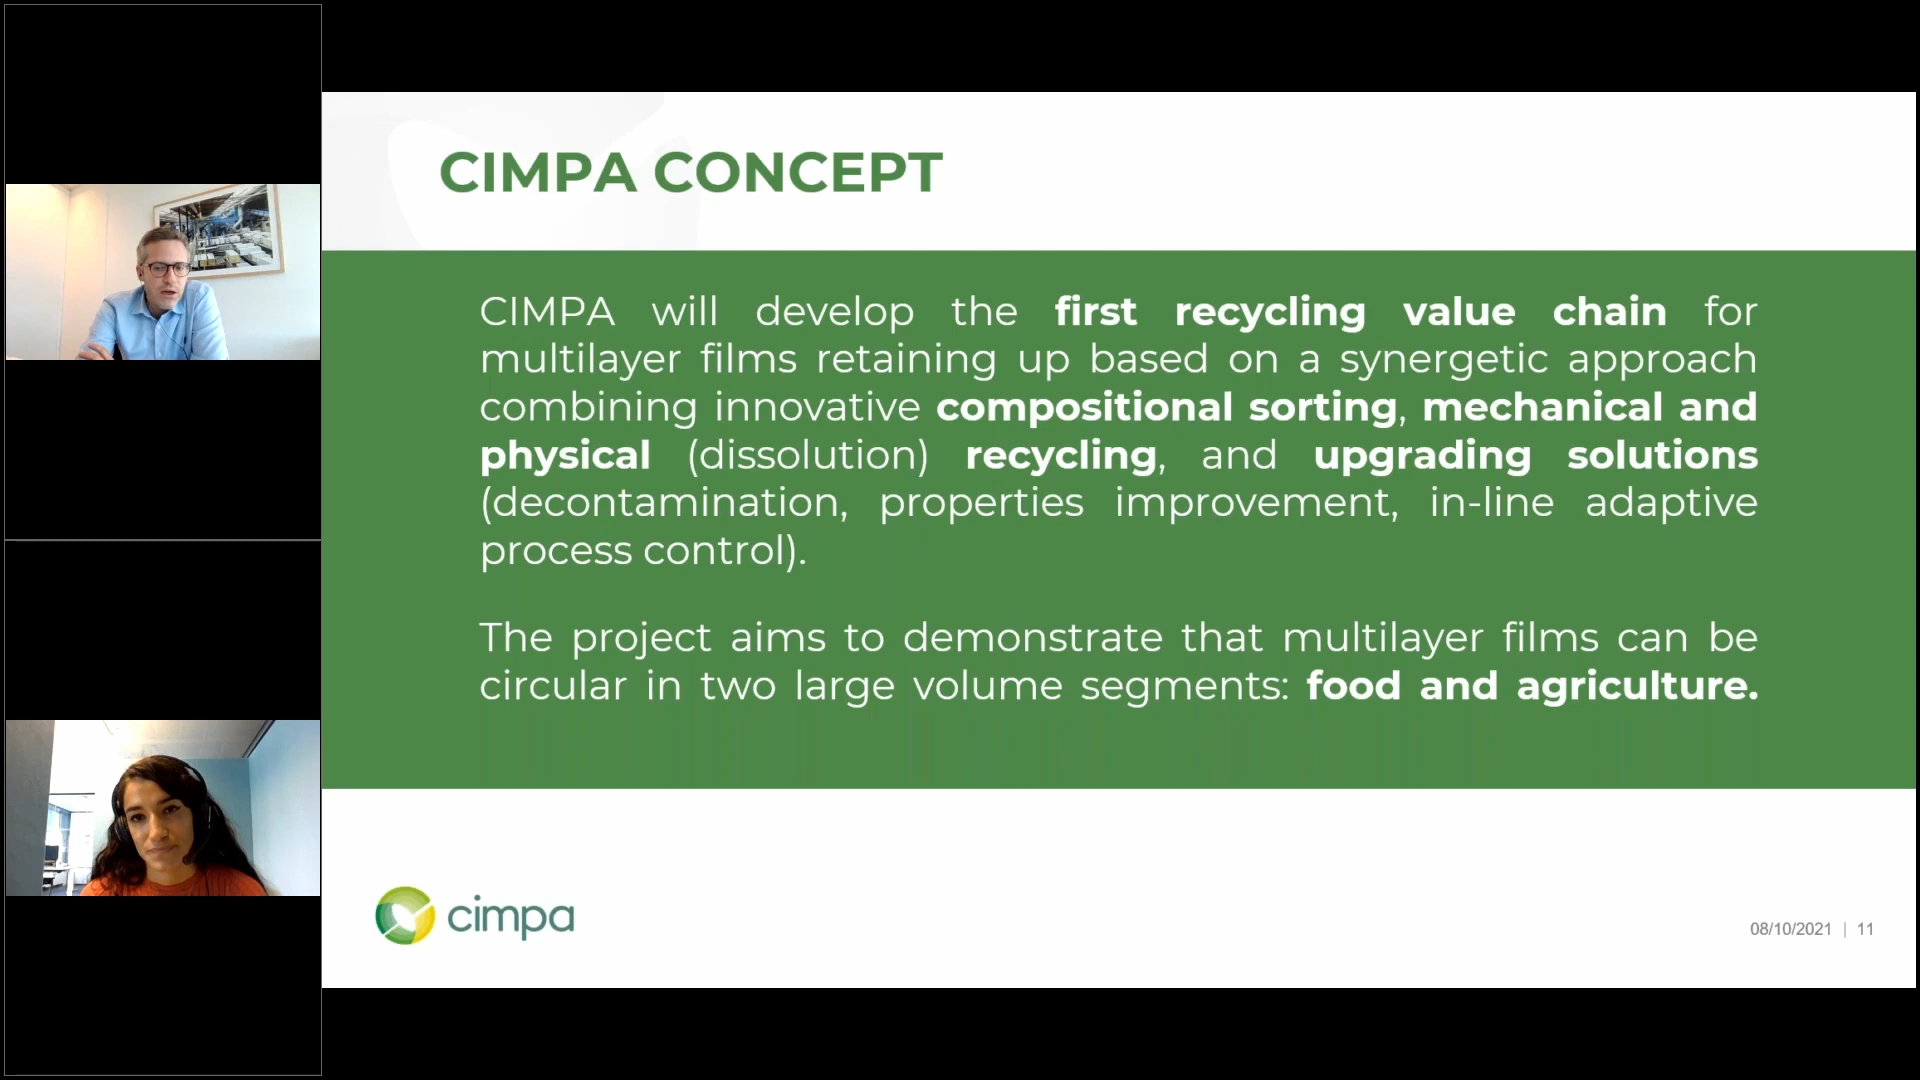 CIMPA CONCEPT
CIMPA will develop the first recycling value chain for
multilayer films retaining up based on a synergetic approach
combining innovative compositional sorting, mechanical and
physical (dissolution) recycling, and upgrading solutions
(decontamination, properties improvement, in-line adaptive
process control).
The project aims to demonstrate that multilayer films can be
circular in two large volume segments: food and agriculture.
cimpa
08/10/2021 | 11